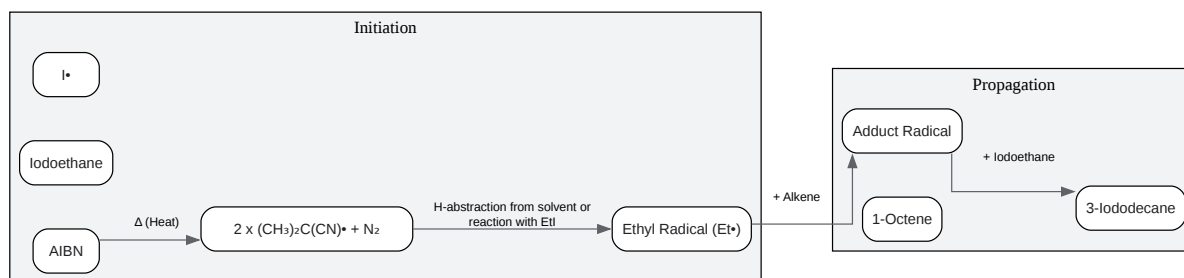 Initiation
I•
Iodoethane
AIBN
Δ (Heat)
2 x (CH₃)₂C(CN)• + N₂
H-abstraction from solvent or
reaction with EtI
Ethyl Radical (Et•)
+ Alkene
Propagation
Adduct Radical
+ Iodoethane
1-Octene
3-Iododecane